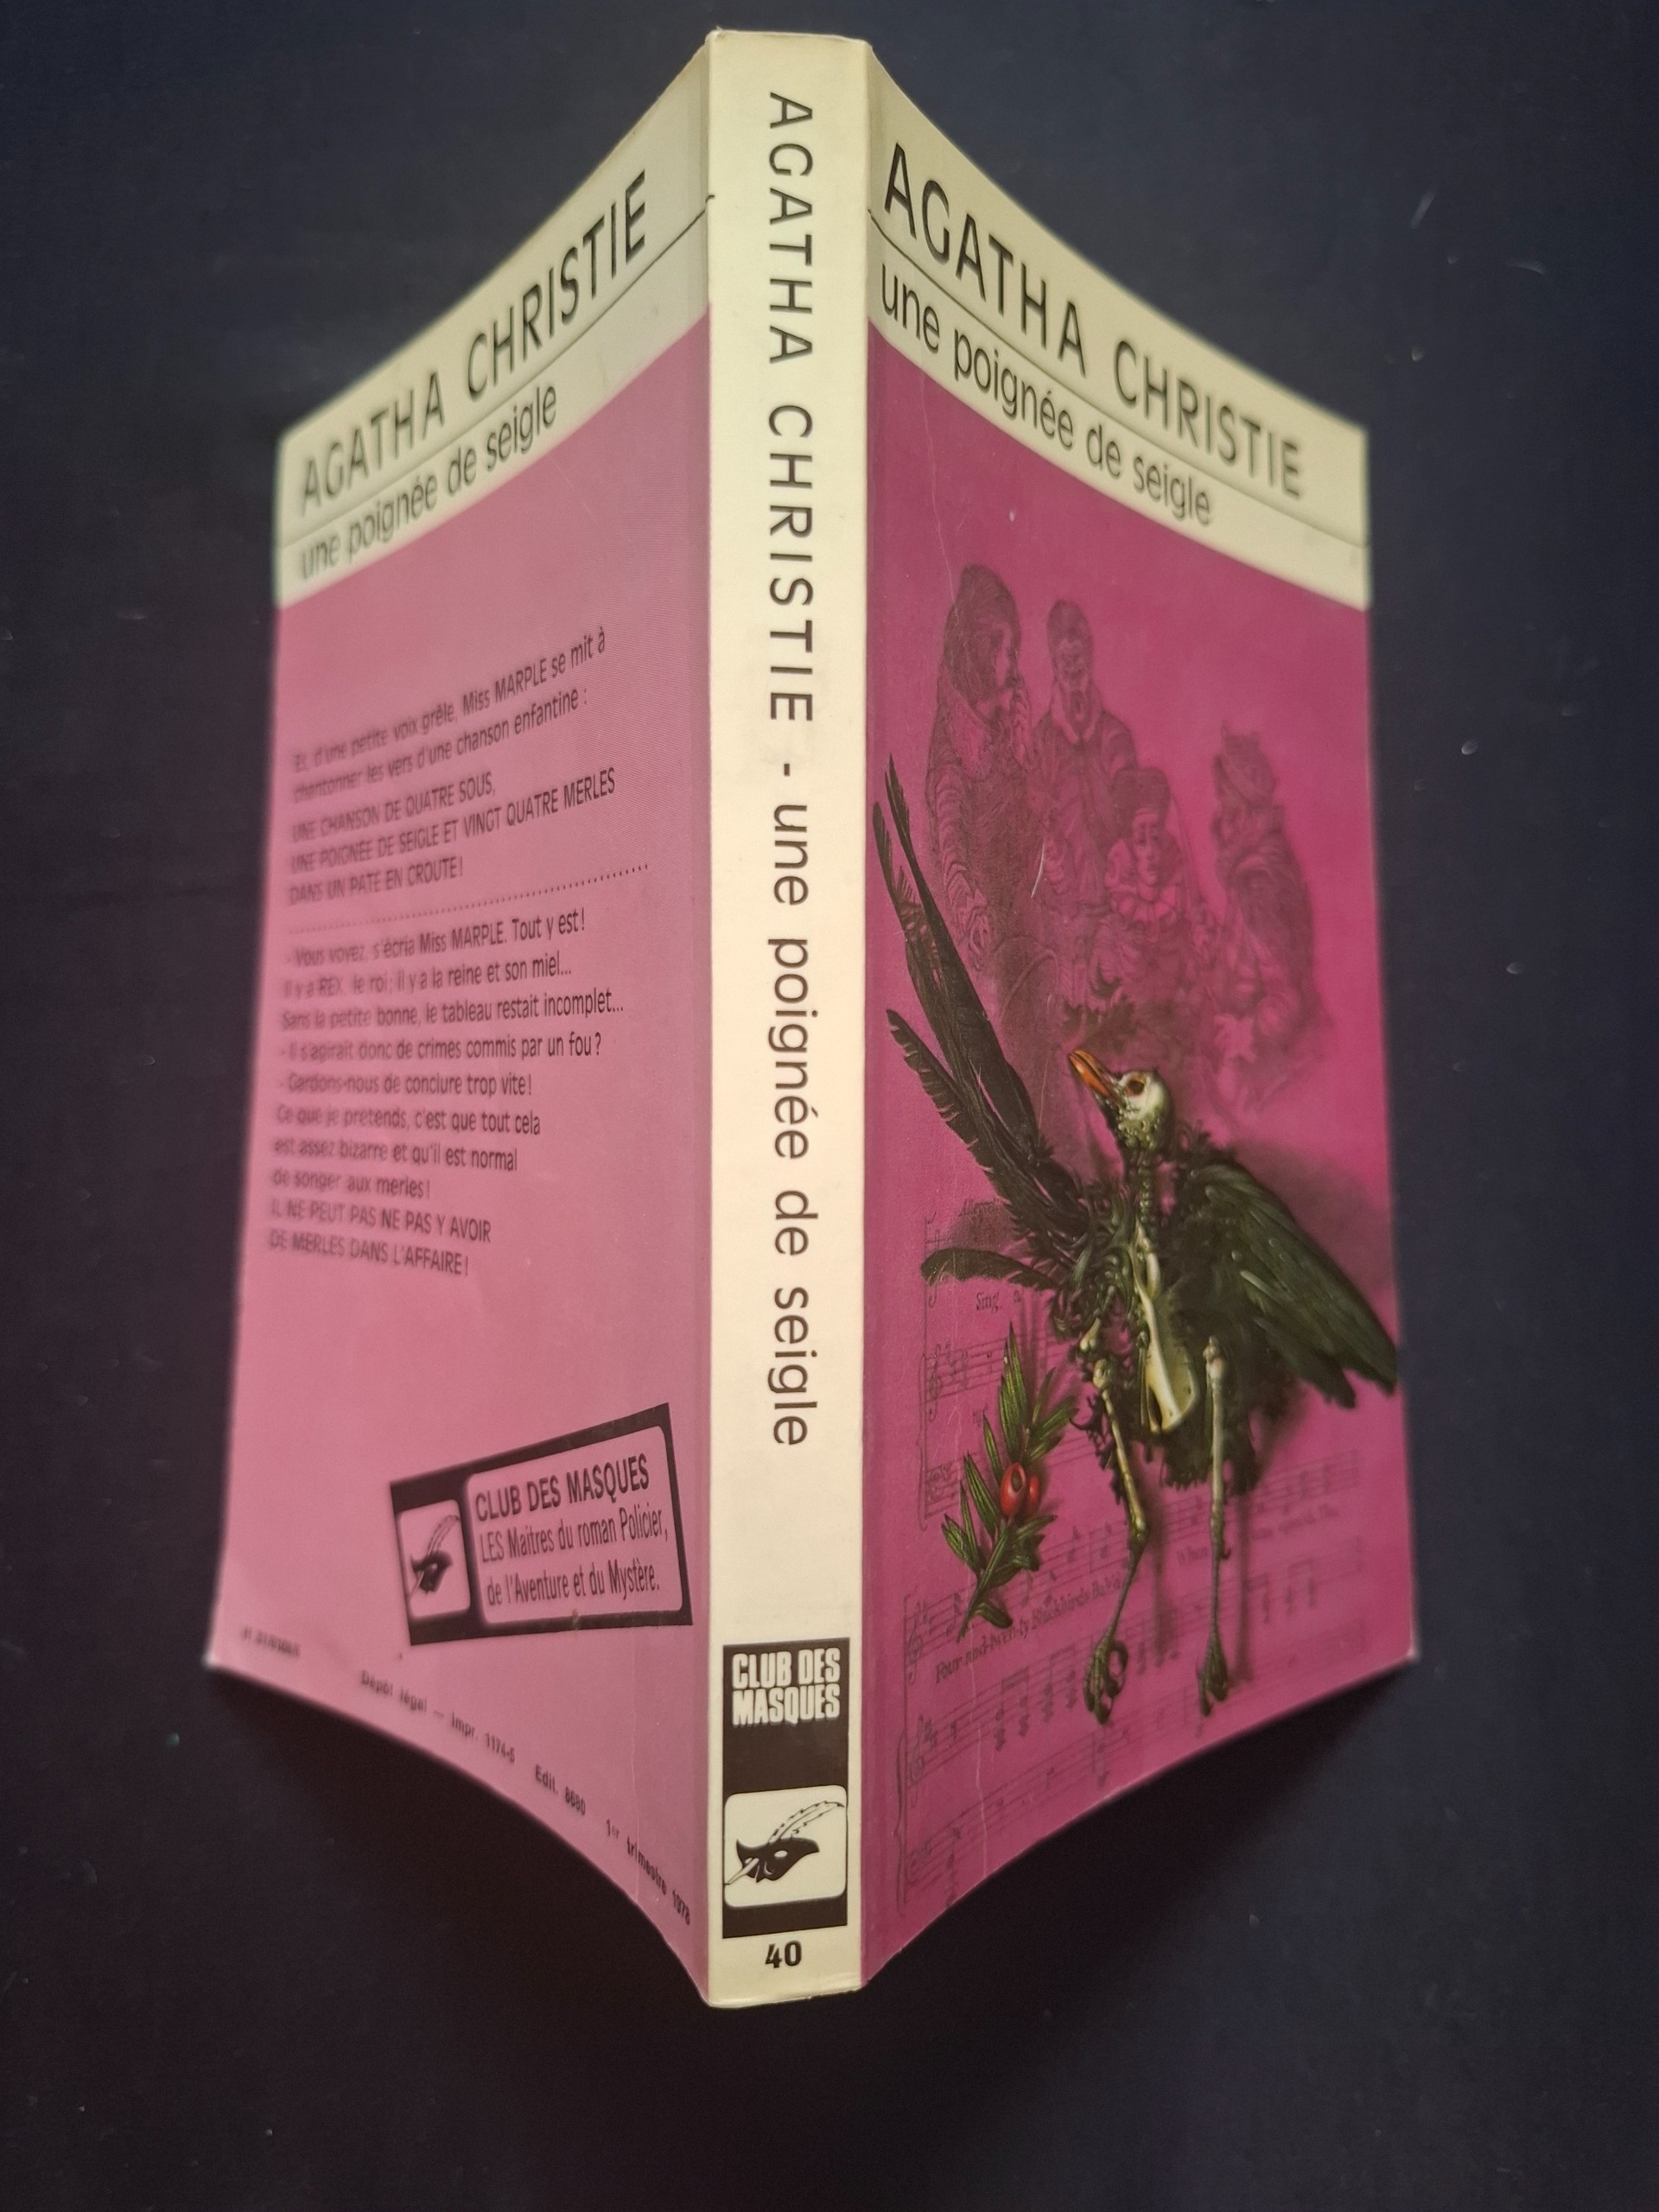 AGATHA CHRISTIE
une poignée de seigle
Et, d'une petite voix grêle, Miss MARPLE se mit à
chantonner les vers d'une chanson enfantine :
UNE CHANSON DE QUATRE SOUS,
UNE POIGNÉE DE SEIGLE ET VINGT QUATRE MERLES
DANS UN PATE EN CROUTE!
- Vous voyez, s'écria Miss MARPLE. Tout y est!
Il y a REX, le roi; il y a la reine et son miel...
Sans la petite bonne, le tableau restait incomplet...
- Il s'agirait donc de crimes commis par un fou?
- Gardons-nous de conclure trop vite!
Ce que je prétends, c'est que tout cela
est assez bizarre et qu'il est normal
de songer aux merles!
IL NE PEUT PAS NE PAS Y AVOIR
DE MERLES DANS L'AFFAIRE!
CLUB DES MASQUES
LES Maitres du roman Policier,
de l'Aventure et du Mystère.
Dépôt légal — Impr. 1174-5 Edit. 8680 1er trimestre 1978
AGATHA CHRISTIE - une poignée de seigle
CLUB DES
MASQUES
40
AGATHA CHRISTIE
une poignée de seigle
Sing a
When
Four and twenty Blackbirds Bak'd